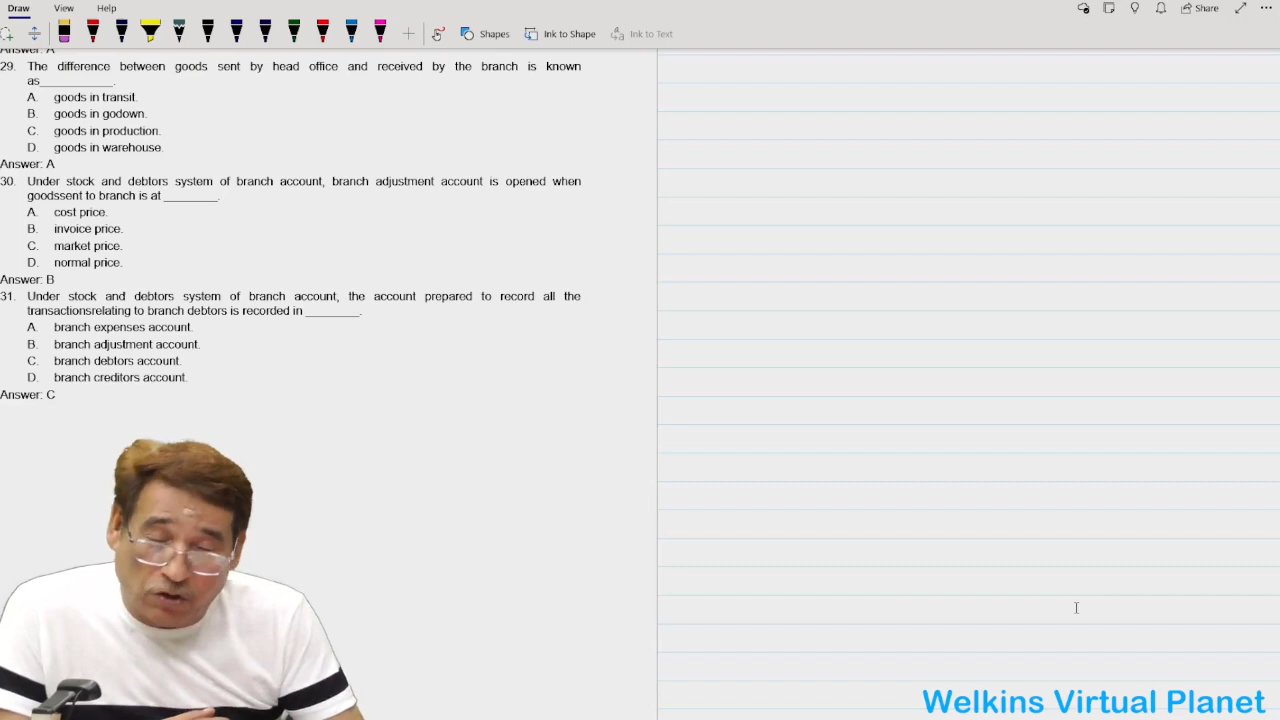 Draw View Help Share
Shapes Ink to Shape Ink to Text
Answer: A
29. The difference between goods sent by head office and received by the branch is known
as___________.
A. goods in transit.
B. goods in godown.
C. goods in production.
D. goods in warehouse.
Answer: A
30. Under stock and debtors system of branch account, branch adjustment account is opened when
goodssent to branch is at ________.
A. cost price.
B. invoice price.
C. market price.
D. normal price.
Answer: B
31. Under stock and debtors system of branch account, the account prepared to record all the
transactionsrelating to branch debtors is recorded in ________.
A. branch expenses account.
B. branch adjustment account.
C. branch debtors account.
D. branch creditors account.
Answer: C
Welkins Virtual Planet